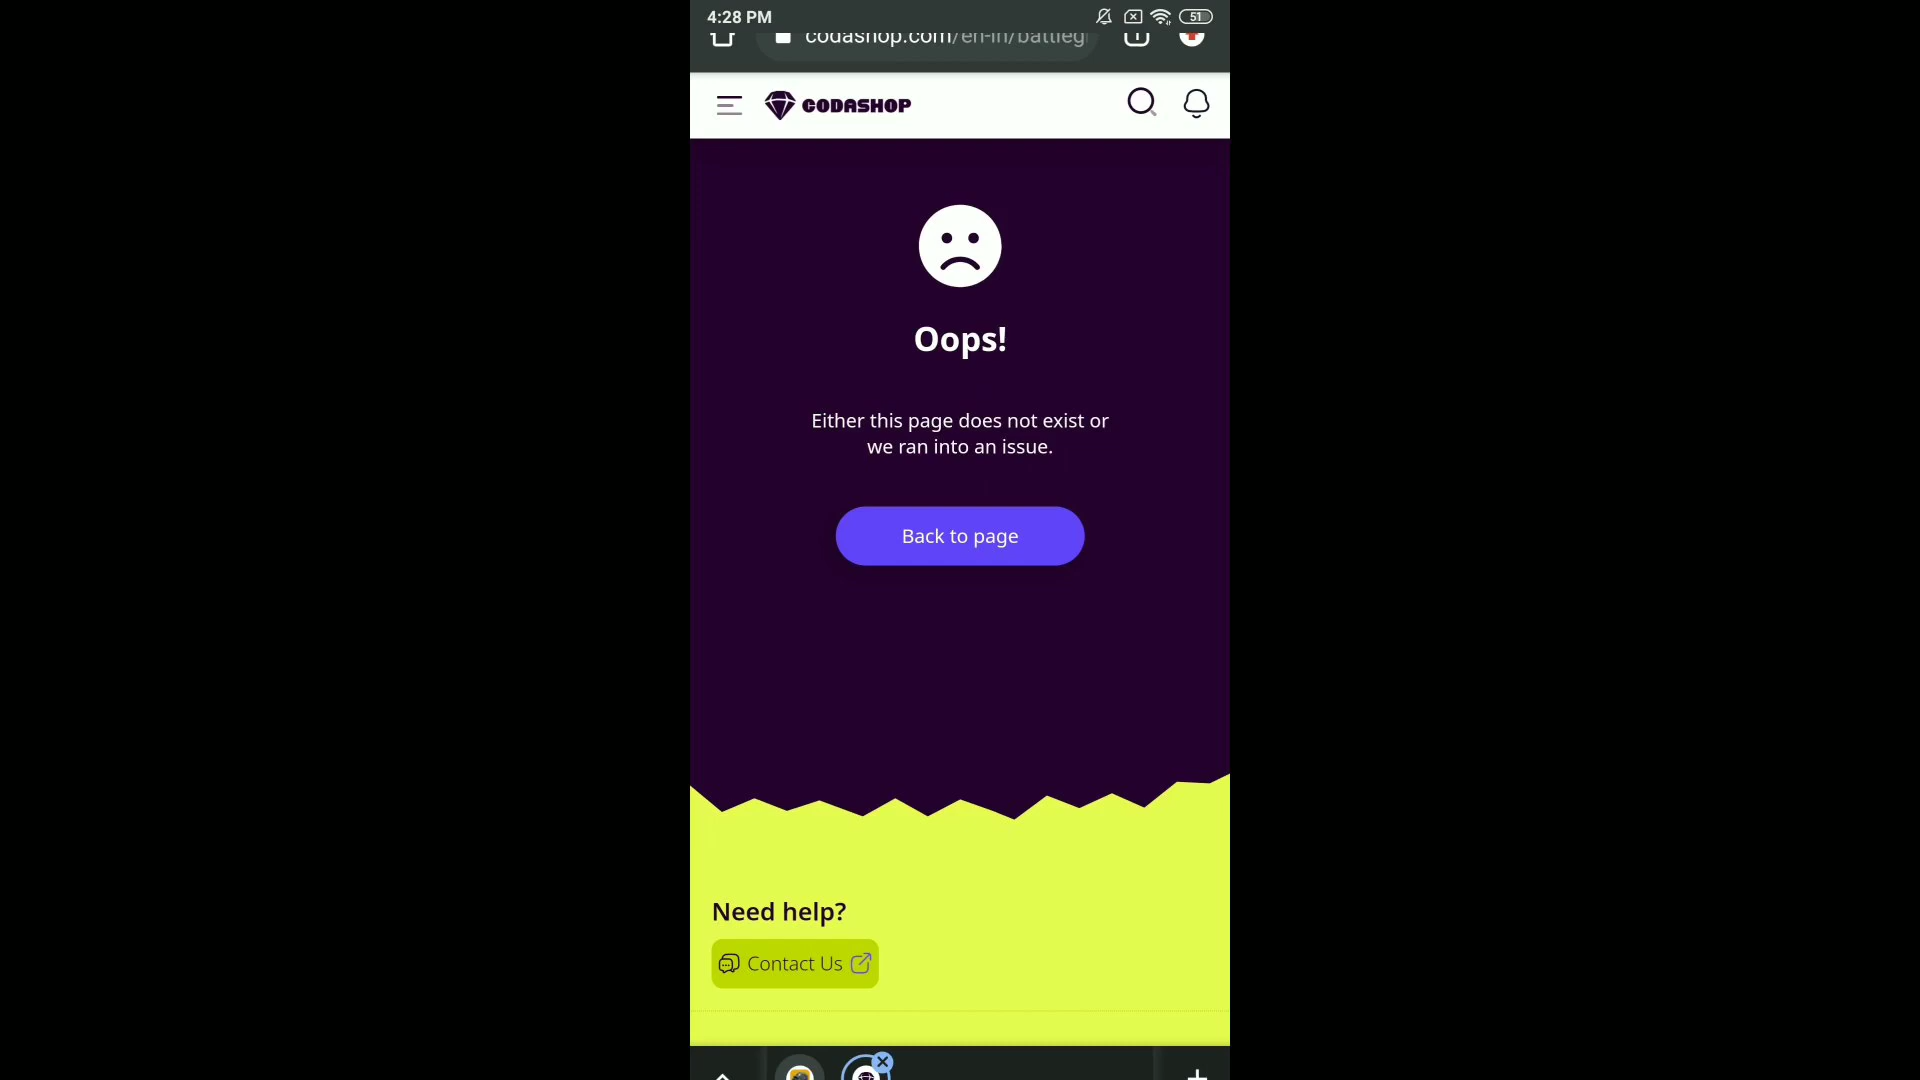 4:28 PM
51
codashop.com/en-in/battleg
CODASHOP
Oops!
Either this page does not exist or
we ran into an issue.
Back to page
Need help?
Contact Us